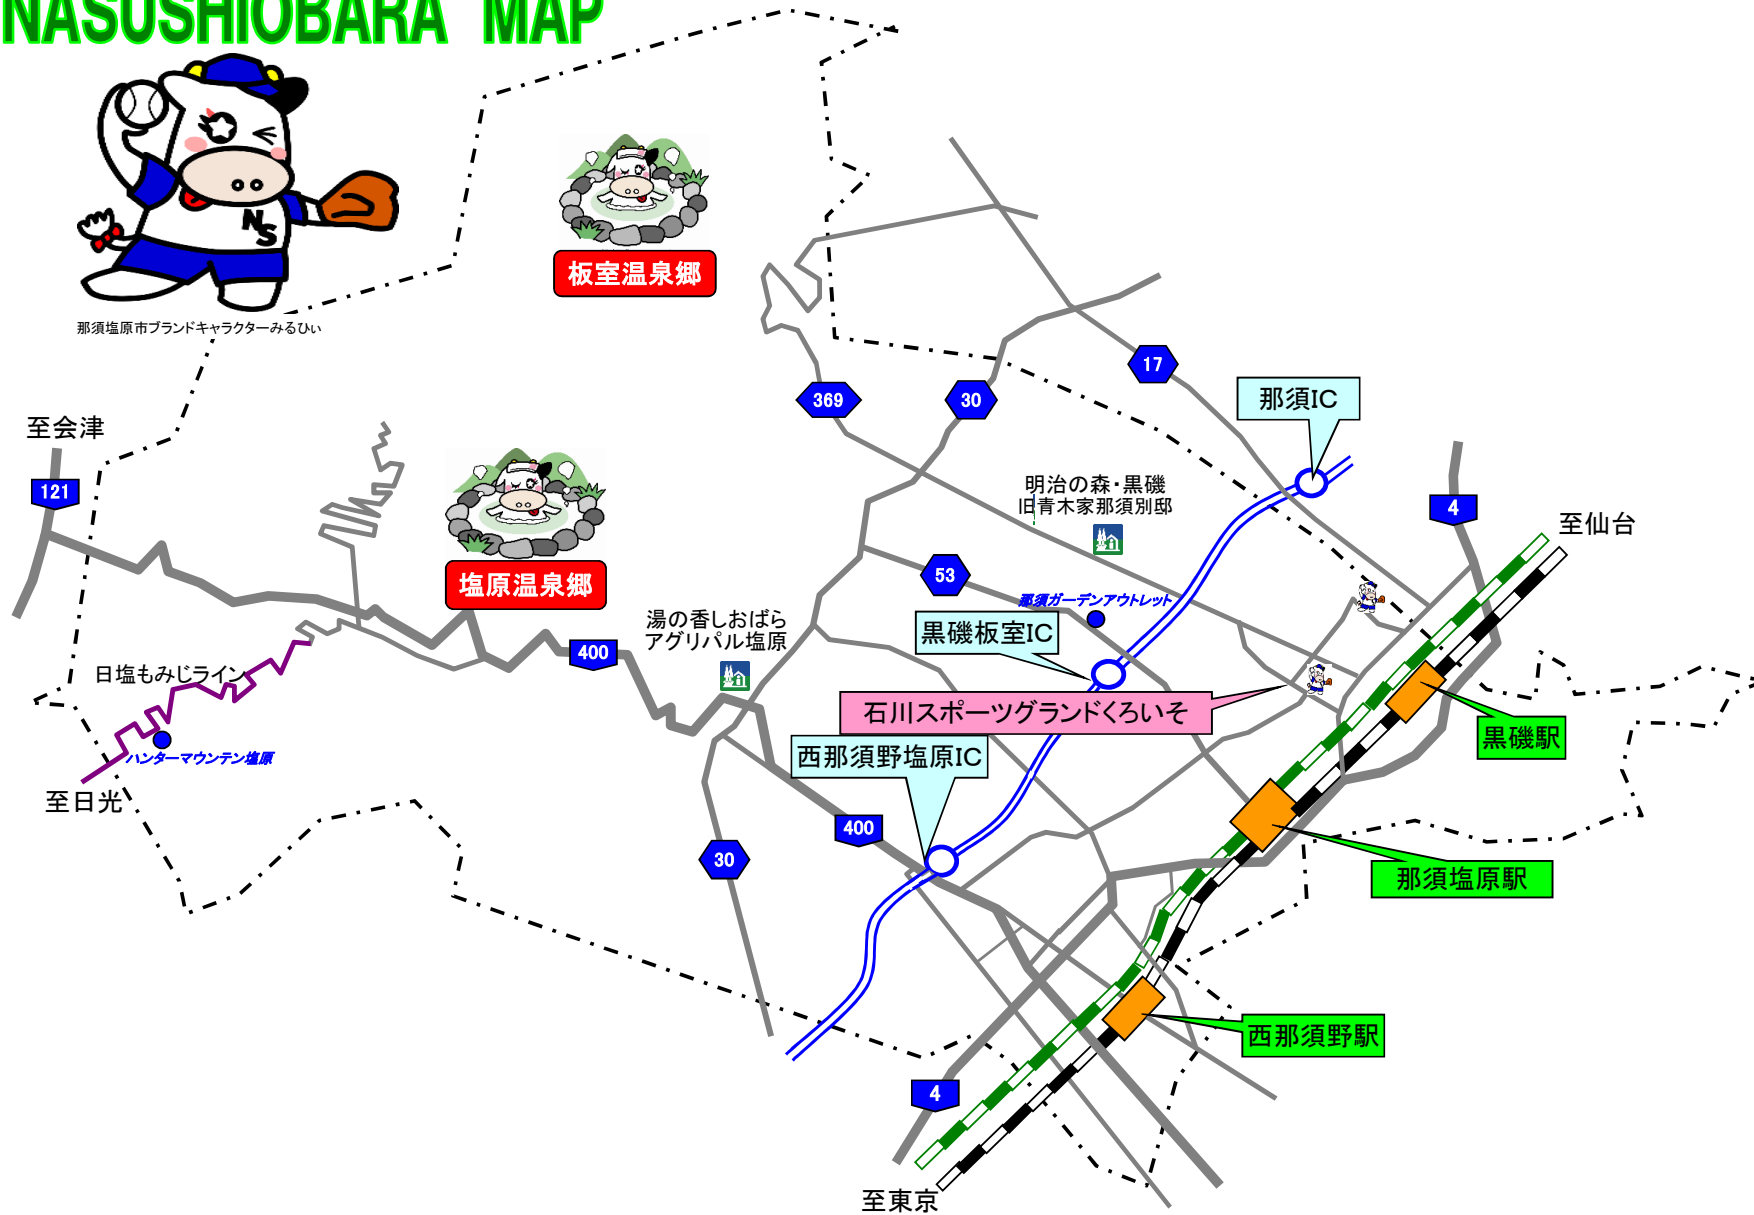 NASUSHIOBARA MAP
NS
那須塩原市ブランドキャラクターみるひぃ
板室温泉郷
17
369
30
那須IC
至会津
121
明治の森・黒磯
旧青木家那須別邸
4
至仙台
塩原温泉郷
53
那須ガーデンアウトレット
湯の香しおばら
アグリパル塩原
黒磯板室IC
400
日塩もみじライン
石川スポーツグランドくろいそ
黒磯駅
ハンターマウンテン塩原
西那須野塩原IC
至日光
400
30
那須塩原駅
西那須野駅
4
至東京